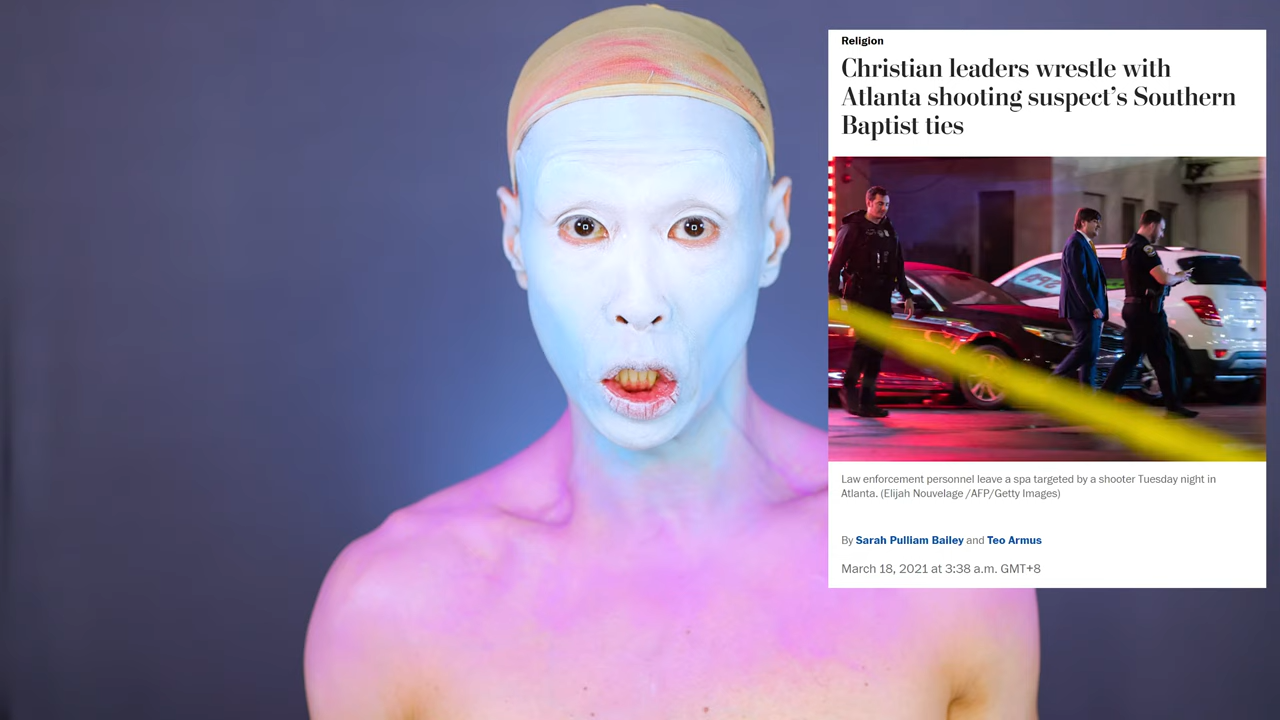 Religion
Christian leaders wrestle with
Atlanta shooting suspect’s Southern
Baptist ties
Law enforcement personnel leave a spa targeted by a shooter Tuesday night in
Atlanta. (Elijah Nouvelage /AFP/Getty Images)
By Sarah Pulliam Bailey and Teo Armus
March 18, 2021 at 3:38 a.m. GMT+8